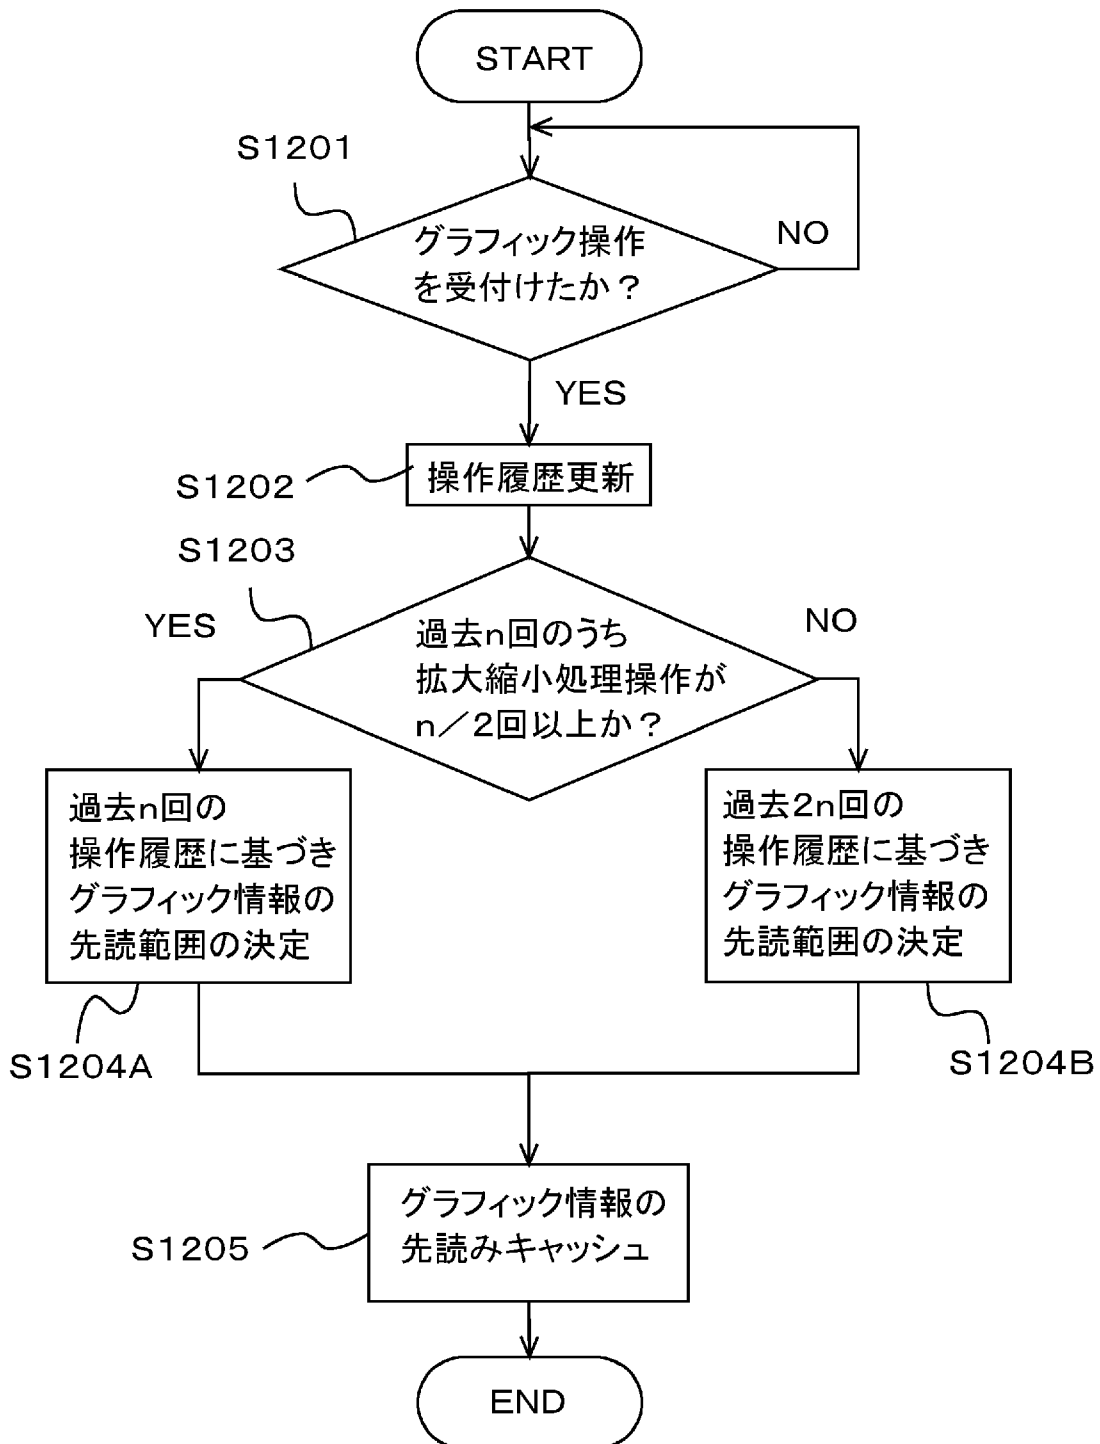 START
S1201
グラフィック操作
を受付けたか?
NO
YES
S1202
操作履歴更新
S1203
YES
過去n回のうち
拡大縮小処理操作が
n/2回以上か?
NO
過去n回の
操作履歴に基づき
グラフィック情報の
先読範囲の決定
過去2n回の
操作履歴に基づき
グラフィック情報の
先読範囲の決定
S1204A
S1204B
グラフィック情報の
先読みキャッシュ
S1205
END